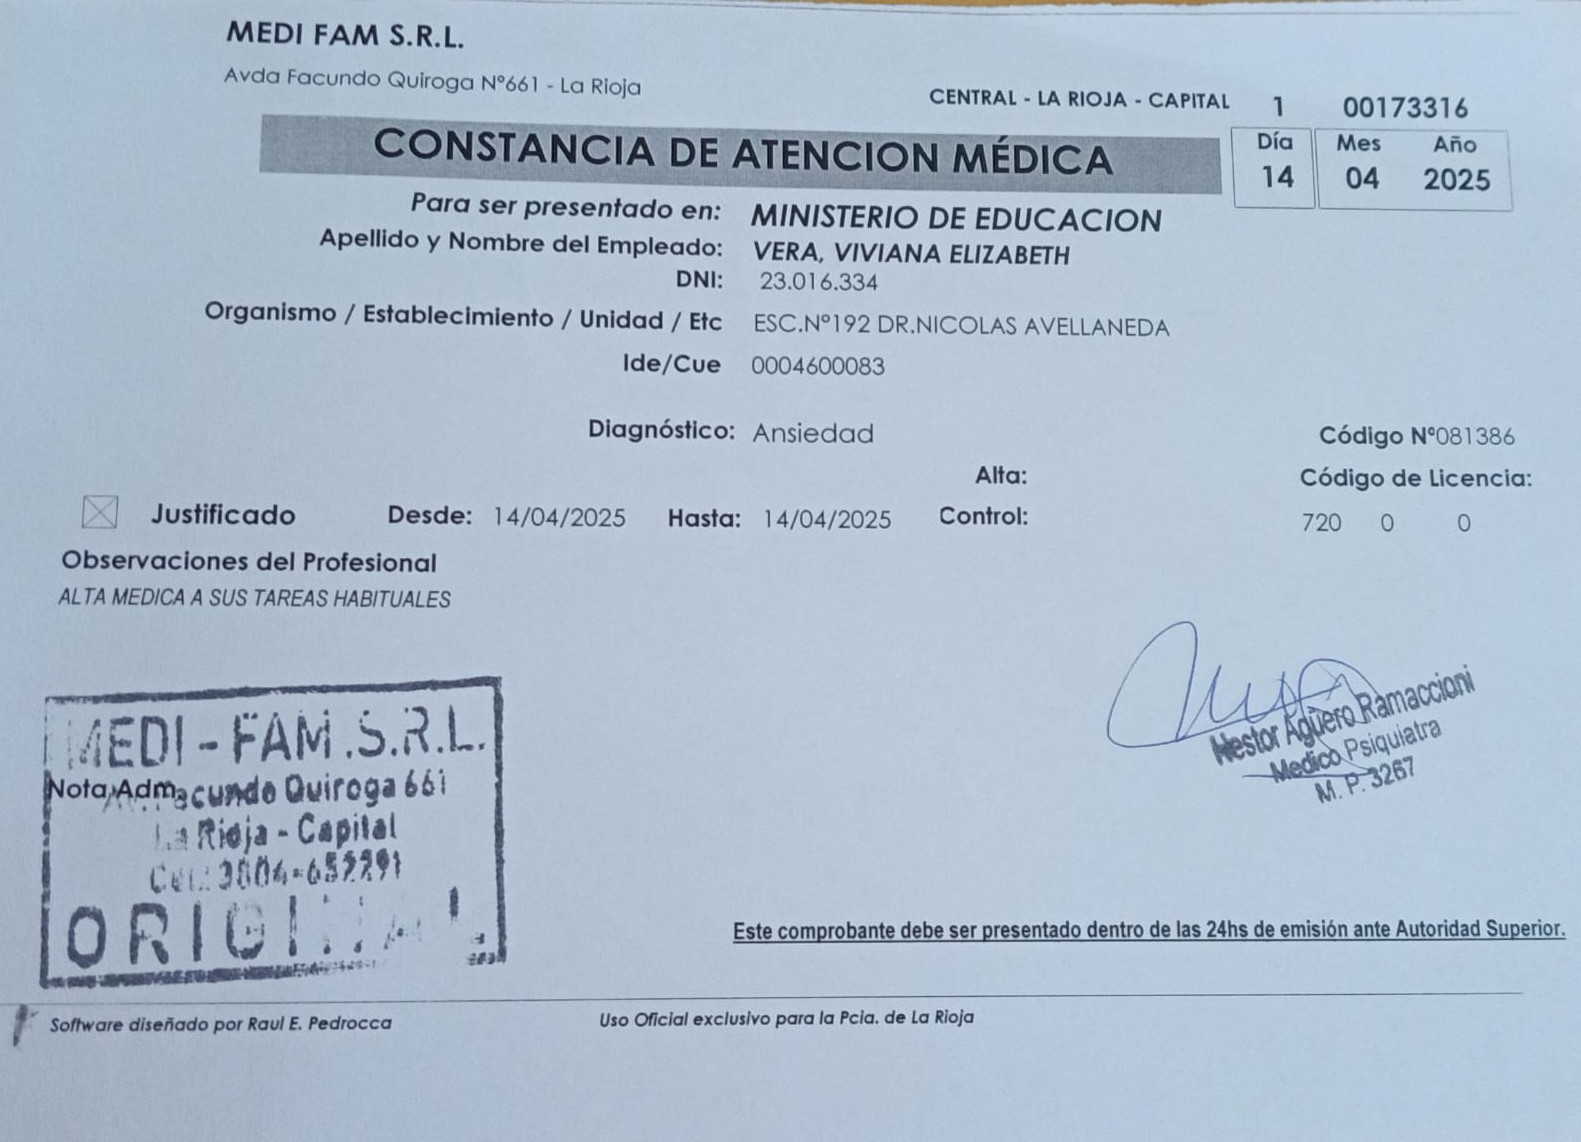 MEDI FAM S.R.L.
Avda Facundo Quiroga Nº661 - La Rioja
CENTRAL - LA RIOJA - CAPITAL 1 00173316
CONSTANCIA DE ATENCION MÉDICA
Día Mes Año
14 04 2025
Para ser presentado en: MINISTERIO DE EDUCACION
Apellido y Nombre del Empleado: VERA, VIVIANA ELIZABETH
DNI: 23.016.334
Organismo / Establecimiento / Unidad / Etc ESC.Nº192 DR.NICOLAS AVELLANEDA
Ide/Cue 0004600083
Diagnóstico: Ansiedad Código Nº081386
Alta: Código de Licencia:
Justificado Desde: 14/04/2025 Hasta: 14/04/2025 Control: 720 0 0
Observaciones del Profesional
ALTA MEDICA A SUS TAREAS HABITUALES
MEDI-FAM.S.R.L.
Nota Adm. Facundo Quiroga 661
La Rioja - Capital
ORIGINAL
Nestor Agüero Ramaccioni
Medico Psiquiatra
M. P. 3267
Este comprobante debe ser presentado dentro de las 24hs de emisión ante Autoridad Superior.
Software diseñado por Raul E. Pedrocca Uso Oficial exclusivo para la Pcia. de La Rioja